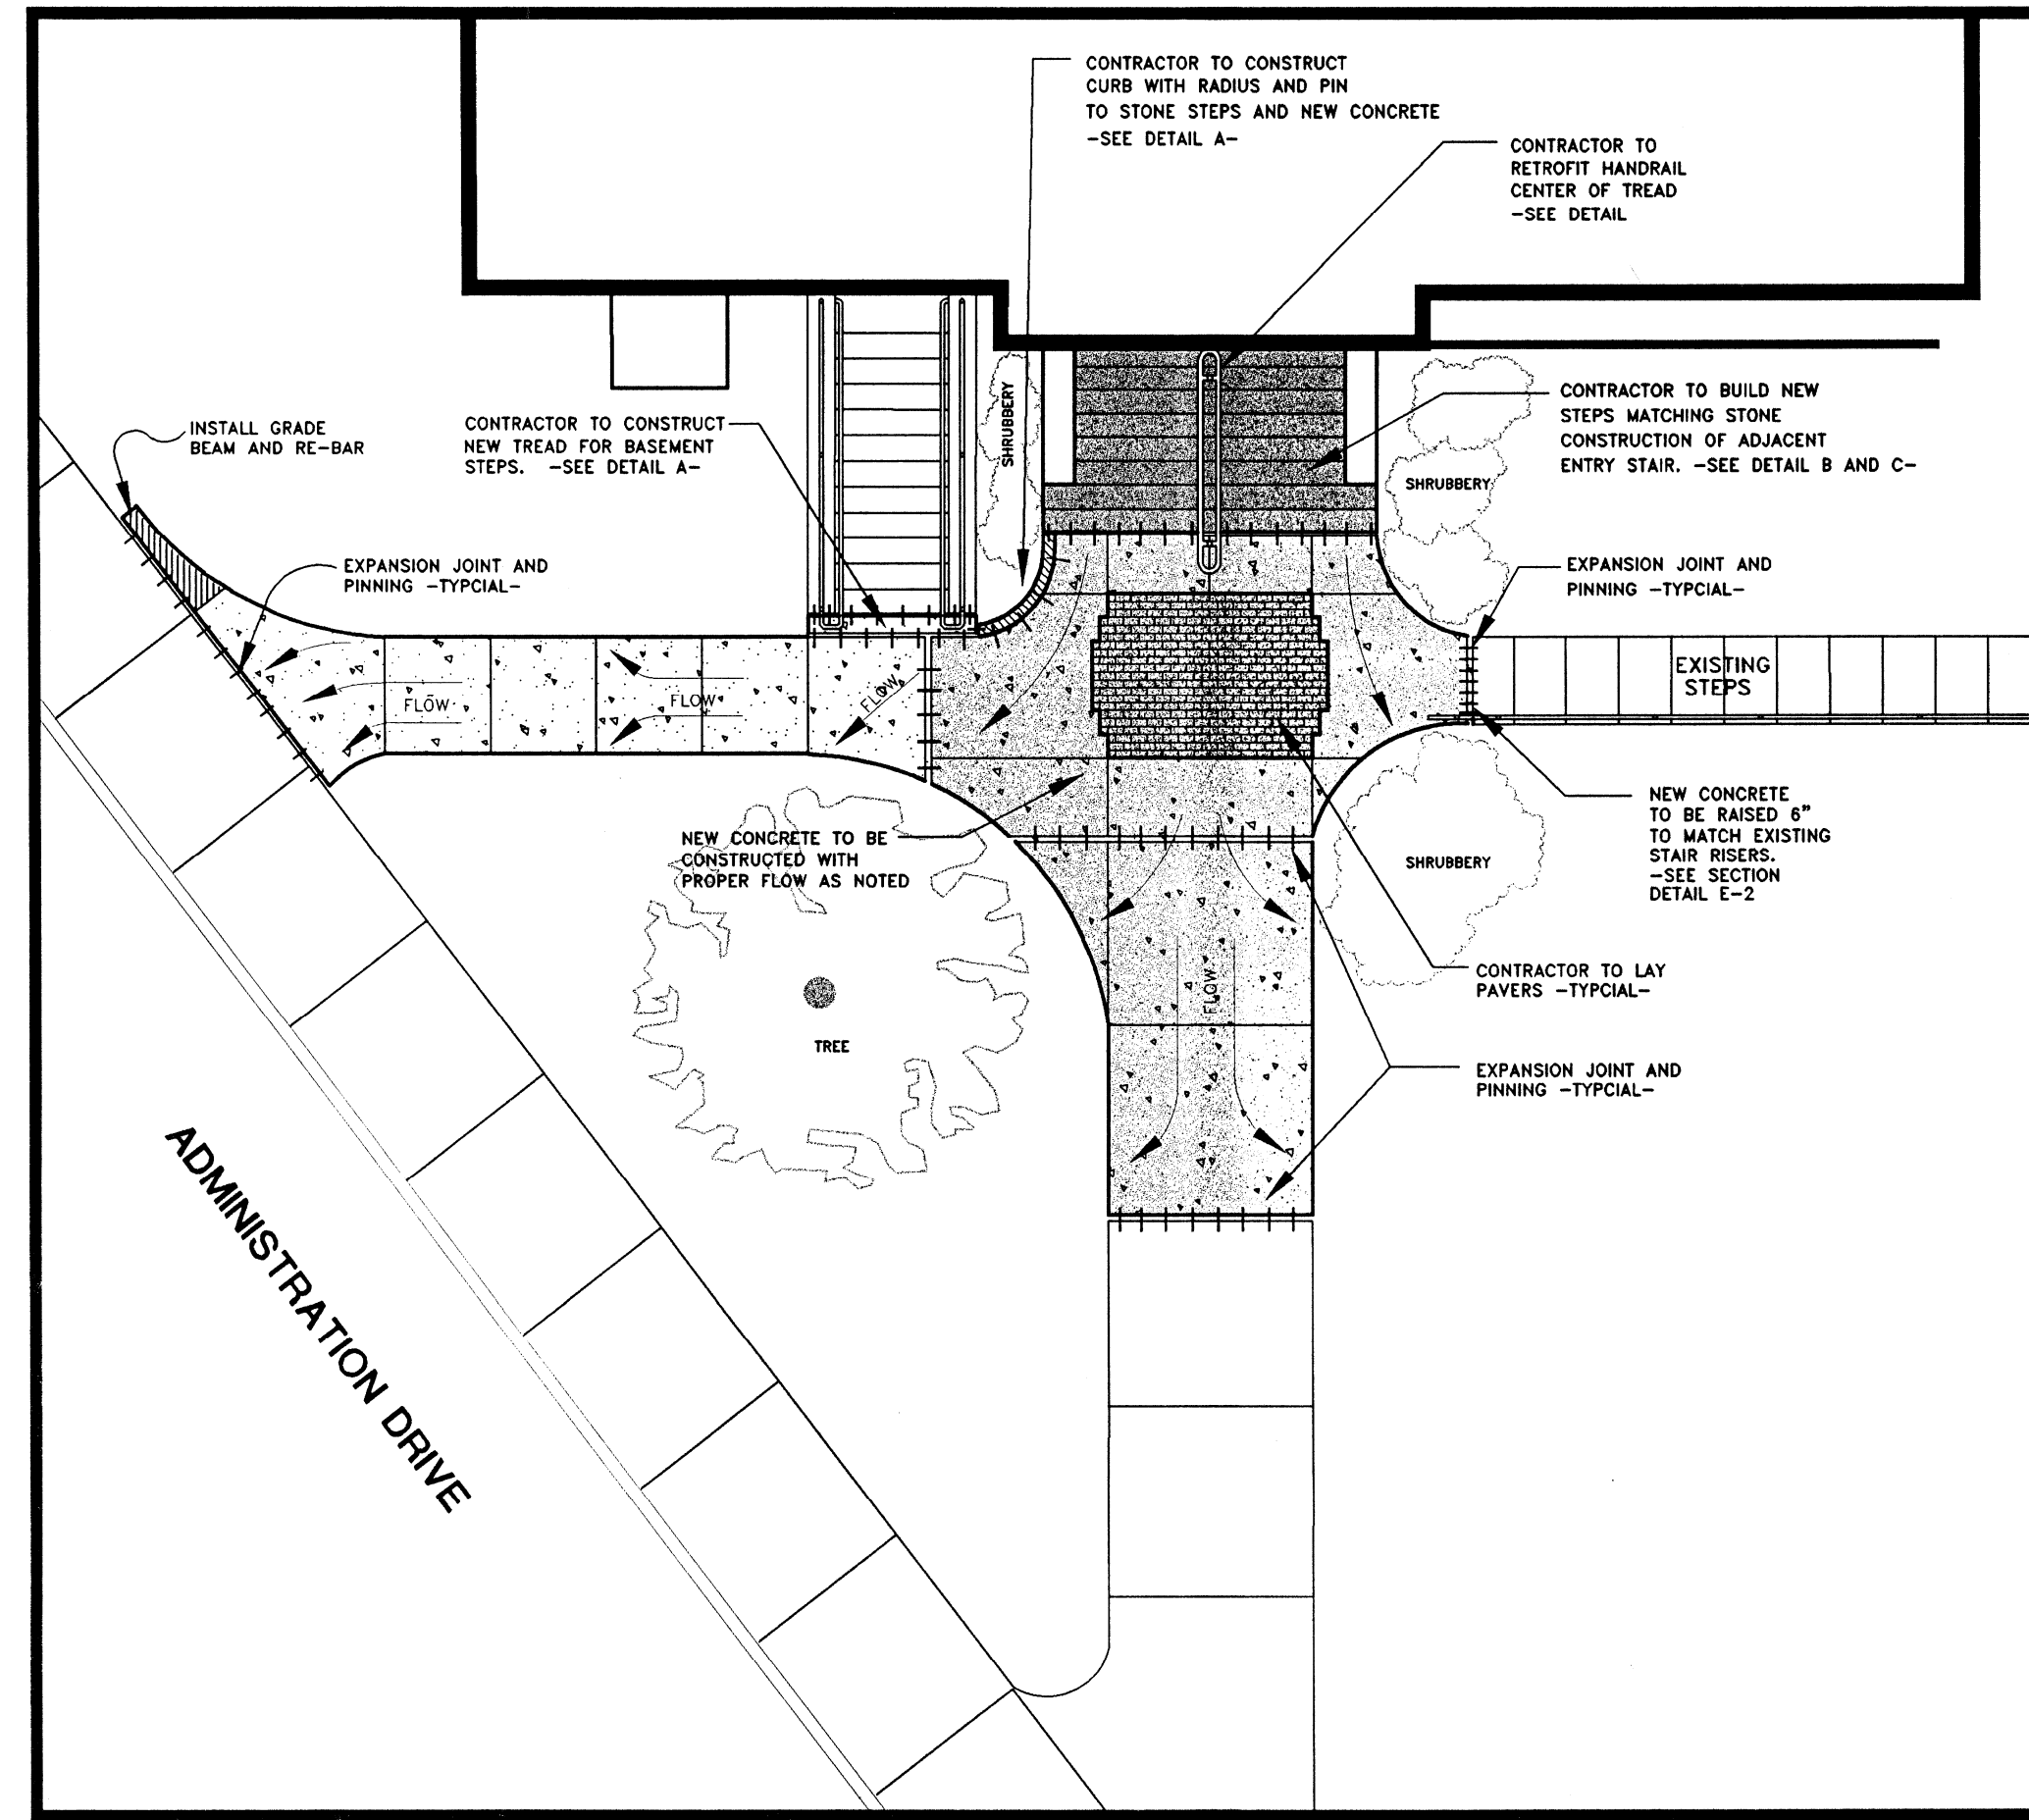 CONTRACTOR TO CONSTRUCT
CURB WITH RADIUS AND PIN
TO STONE STEPS AND NEW CONCRETE
-SEE DETAIL A-
CONTRACTOR TO
RETROFIT HANDRAIL
CENTER OF TREAD
-SEE DETAIL
CONTRACTOR TO BUILD NEW
STEPS MATCHING STONE
CONSTRUCTION OF ADJACENT
ENTRY STAIR. -SEE DETAIL B AND C-
INSTALL GRADE
BEAM AND RE-BAR
CONTRACTOR TO CONSTRUCT
NEW TREAD FOR BASEMENT
STEPS. -SEE DETAIL A-
SHRUBBERY
SHRUBBERY
EXPANSION JOINT AND
PINNING -TYPCIAL-
EXPANSION JOINT AND
PINNING -TYPCIAL-
EXISTING
STEPS
FLOW
FLOW
FLOW
NEW CONCRETE TO BE
CONSTRUCTED WITH
PROPER FLOW AS NOTED
NEW CONCRETE
TO BE RAISED 6"
TO MATCH EXISTING
STAIR RISERS.
-SEE SECTION
DETAIL E-2
SHRUBBERY
CONTRACTOR TO LAY
PAVERS -TYPCIAL-
FLOW
TREE
EXPANSION JOINT AND
PINNING -TYPCIAL-
ADMINISTRATION DRIVE